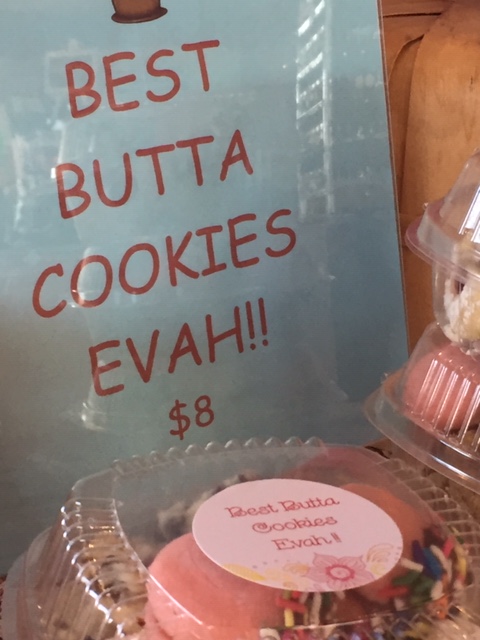 BEST
BUTTA
COOKIES
EVAH!!
$8
Best Butta
Cookies
Evah!!